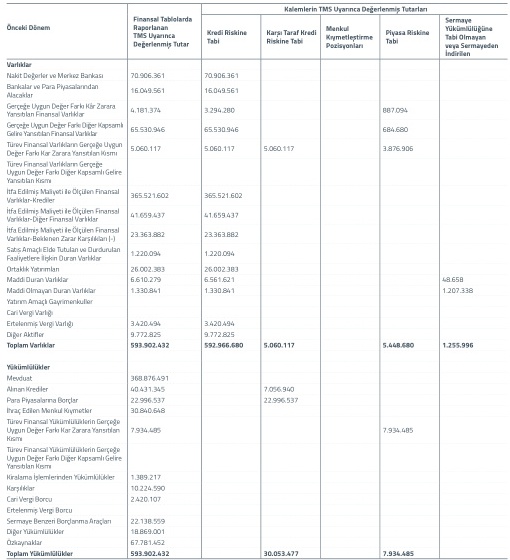 Kalemlerin TMS Uyarınca Değerlenmiş Tutarları
Önceki Dönem
Finansal Tablolarda
Raporlanan
TMS Uyarınca
Değerlenmiş Tutar
Kredi Riskine
Tabi
Karşı Taraf Kredi
Riskine Tabi
Menkul
Kıymetleştirme
Pozisyonları
Piyasa Riskine
Tabi
Sermaye
Yükümlülüğüne
Tabi Olmayan
veya Sermayeden
İndirilen
Varlıklar
Nakit Değerler ve Merkez Bankası 70.906.361 70.906.361
Bankalar ve Para Piyasalarından
Alacaklar 16.049.561 16.049.561
Gerçeğe Uygun Değer Farkı Kâr Zarara
Yansıtılan Finansal Varlıklar 4.181.374 3.294.280 887.094
Gerçeğe Uygun Değer Farkı Diğer Kapsamlı
Gelire Yansıtılan Finansal Varlıklar 65.530.946 65.530.946 684.680
Türev Finansal Varlıkların Gerçeğe Uygun
Değer Farkı Kar Zarara Yansıtılan Kısmı 5.060.117 5.060.117 5.060.117 3.876.906
Türev Finansal Varlıkların Gerçeğe
Uygun Değer Farkı Diğer Kapsamlı Gelire
Yansıtılan Kısmı
İtfa Edilmiş Maliyeti ile Ölçülen Finansal
Varlıklar-Krediler 365.521.602 365.521.602
İtfa Edilmiş Maliyeti ile Ölçülen Finansal
Varlıklar-Diğer Finansal Varlıklar 41.659.437 41.659.437
İtfa Edilmiş Maliyeti ile Ölçülen Finansal
Varlıklar-Beklenen Zarar Karşılıkları (-) 23.363.882 23.363.882
Satış Amaçlı Elde Tutulan ve Durdurulan
Faaliyetlere İlişkin Duran Varlıklar 1.220.094 1.220.094
Ortaklık Yatırımları 26.002.383 26.002.383
Maddi Duran Varlıklar 6.610.279 6.561.621 48.658
Maddi Olmayan Duran Varlıklar 1.330.841 1.330.841 1.207.338
Yatırım Amaçlı Gayrimenkuller
Cari Vergi Varlığı
Ertelenmiş Vergi Varlığı 3.420.494 3.420.494
Diğer Aktifler 9.772.825 9.772.825
Toplam Varlıklar 593.902.432 592.966.680 5.060.117 5.448.680 1.255.996
Yükümlülükler
Mevduat 368.876.491
Alınan Krediler 40.431.345 7.056.940
Para Piyasalarına Borçlar 22.996.537 22.996.537
İhraç Edilen Menkul Kıymetler 30.840.648
Türev Finansal Yükümlülüklerin Gerçeğe
Uygun Değer Farkı Kar Zarara Yansıtılan
Kısmı 7.934.485 7.934.485
Türev Finansal Yükümlülüklerin Gerçeğe
Uygun Değer Farkı Diğer Kapsamlı Gelire
Yansıtılan Kısmı
Kiralama İşlemlerinden Yükümlülükler 1.389.217
Karşılıklar 10.224.590
Cari Vergi Borcu 2.420.107
Ertelenmiş Vergi Borcu
Sermaye Benzeri Borçlanma Araçları 22.138.559
Diğer Yükümlülükler 18.869.001
Özkaynaklar 67.781.452
Toplam Yükümlülükler 593.902.432 30.053.477 7.934.485